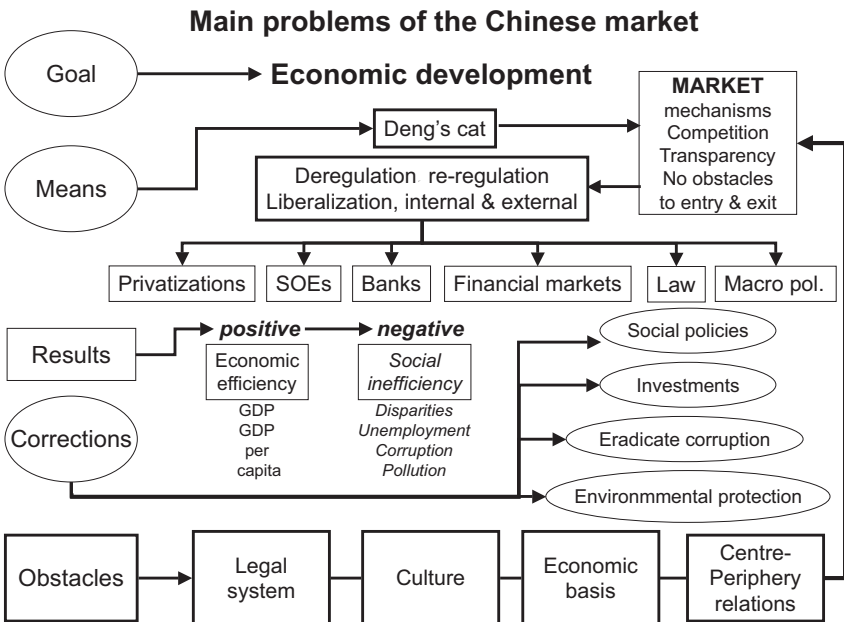 Main problems of the Chinese market
Goal
Economic development
MARKET
mechanisms
Competition
Transparency
No obstacles
to entry & exit
Deng's cat
Means
Deregulation re-regulation
Liberalization, internal & external
Privatizations
SOEs
Banks
Financial markets
Law
Macro pol.
Results
positive
negative
Economic
efficiency
GDP
GDP
per
capita
Social
inefficiency
Disparities
Unemployment
Corruption
Pollution
Social policies
Investments
Eradicate corruption
Environmmental protection
Corrections
Obstacles
Legal
system
Culture
Economic
basis
Centre-
Periphery
relations